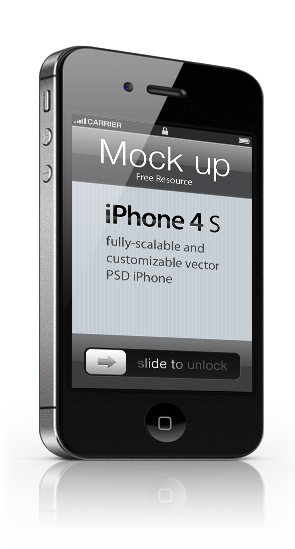 CARRIER
Mock up
Free Resource
iPhone 4 S
fully-scalable and
customizable vector
PSD iPhone
slide to unlock